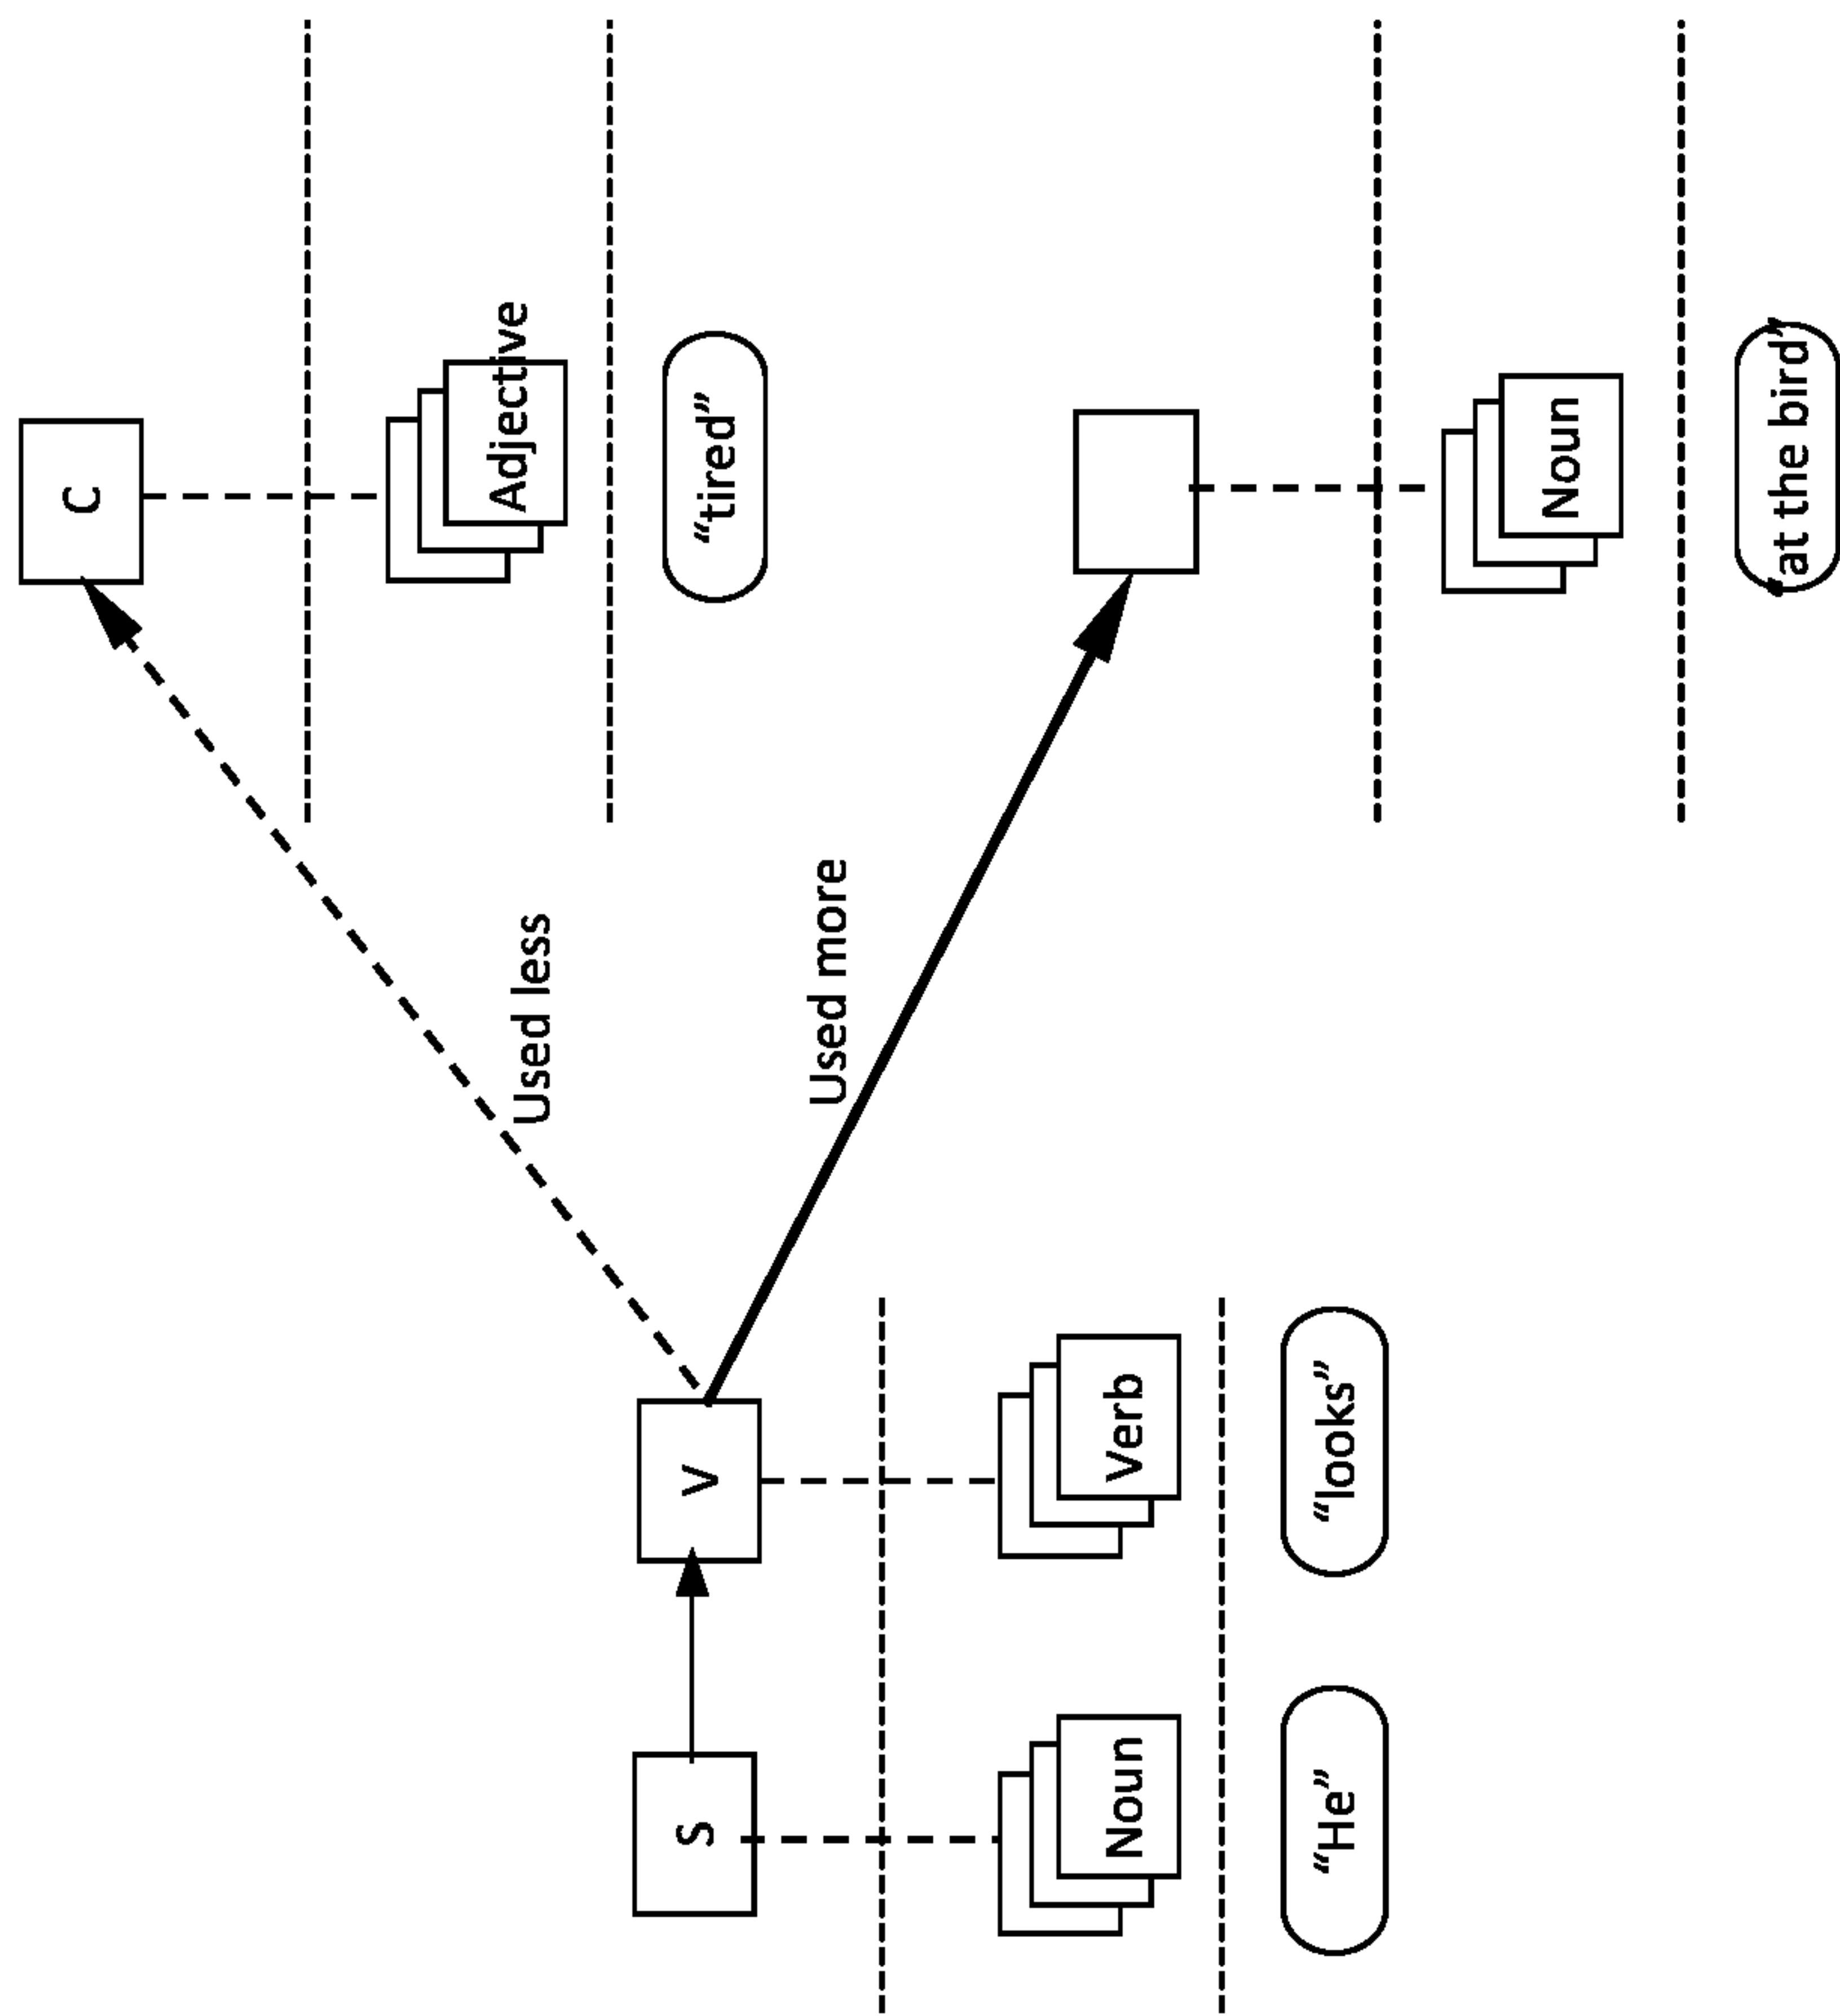 C
Adjective
“tired”
Used less
Used more
S
V
Noun
Verb
“He”
“looks”
Noun
“at the bird”